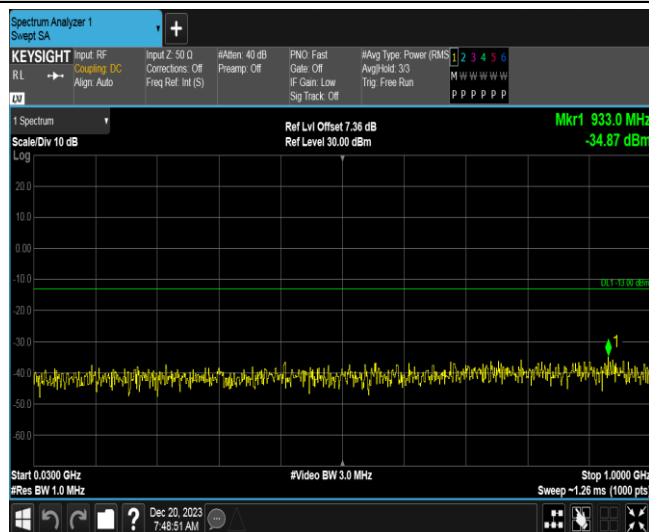 Spectrum Analyzer 1
Swept SA
+
KEYSIGHT
RL
LXI
Input: RF
Coupling: DC
Align: Auto
Input Z: 50 Ω
Corrections: Off
Freq Ref: Int (S)
#Atten: 40 dB
Preamp: Off
PNO: Fast
Gate: Off
IF Gain: Low
Sig Track: Off
#Avg Type: Power (RMS
Avg|Hold: 3/3
Trig: Free Run
1 2 3 4 5 6
M W W W W W
P P P P P P
1 Spectrum
Scale/Div 10 dB
Log
Ref Lvl Offset 7.36 dB
Ref Level 30.00 dBm
Mkr1 933.0 MHz
-34.87 dBm
20.0
10.0
0.00
-10.0
DL1 -13.00 dBm
-20.0
-30.0
1
-40.0
-50.0
-60.0
Start 0.0300 GHz
#Res BW 1.0 MHz
#Video BW 3.0 MHz
Stop 1.0000 GHz
Sweep ~1.26 ms (1000 pts)
?
Dec 20, 2023
7:48:51 AM